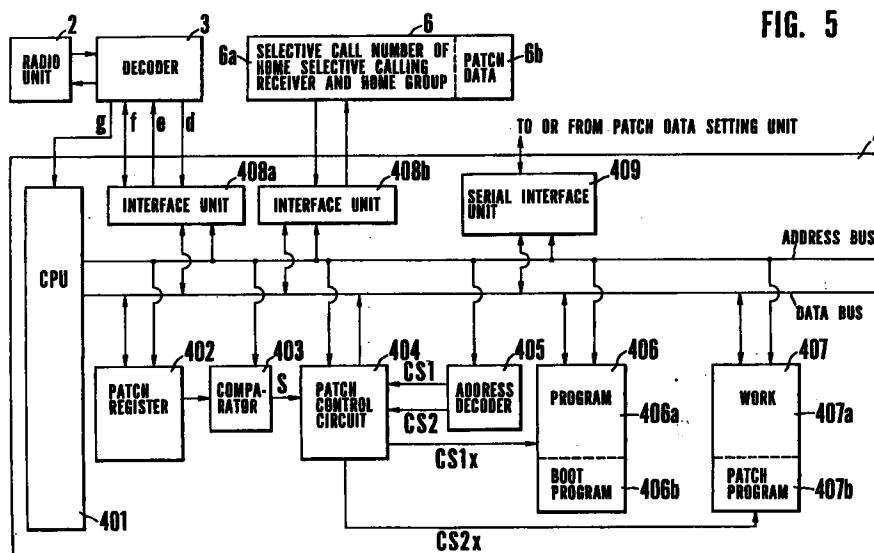 FIG. 5
2
3
6
RADIO
UNIT
DECODER
6a
SELECTIVE CALL NUMBER OF
HOME SELECTIVE CALLING
RECEIVER AND HOME GROUP
PATCH
DATA
6b
g
f
e
d
TO OR FROM PATCH DATA SETTING UNIT
408a
408b
409
INTERFACE UNIT
INTERFACE UNIT
SERIAL INTERFACE
UNIT
CPU
ADDRESS BUS
DATA BUS
402
403
404
405
406
407
PATCH
REGISTER
COMPA-
RATOR
S
PATCH
CONTROL
CIRCUIT
CS1
CS2
ADDRESS
DECODER
PROGRAM
406a
WORK
407a
CS1x
BOOT
PROGRAM
406b
PATCH
PROGRAM
407b
401
CS2x